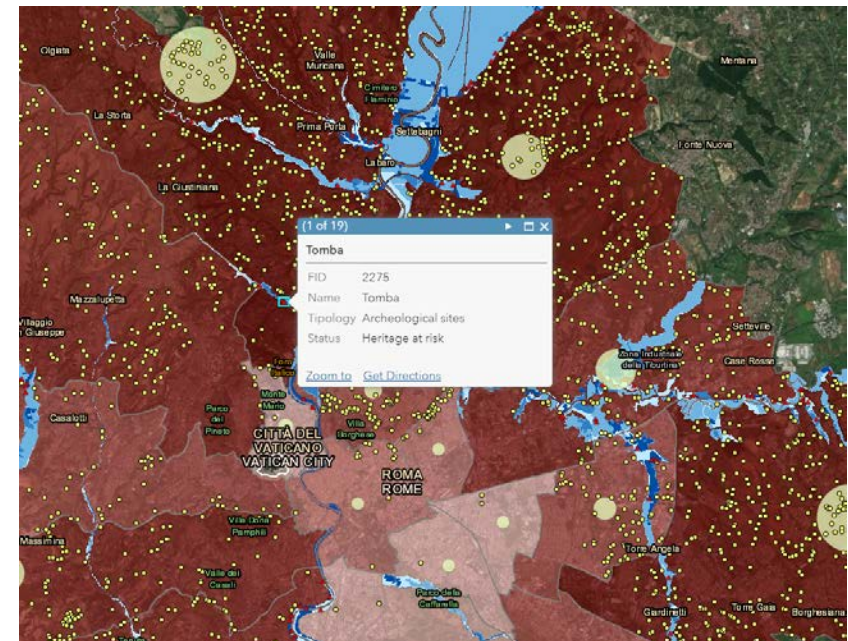 Olgiata
Valle
Muricana
Mentana
Cimitero
Flaminio
La Storta
Prima Porta
Settebagni
Fonte Nuova
Labaro
La Giustiniana
(1 of 19)
Tomba
FID 2275
Name Tomba
Tipology Archeological sites
Status Heritage at risk
Zoom to Get Directions
Mazzalupetta
Villaggio
San Giuseppe
Setteville
Zona Industriale
della Tiburtina
Case Rosse
Foro
Italico
Monte
Mario
Casalotti
Parco
del
Pineto
Villa
Borghese
CITTÀ DEL
VATICANO
VATICAN CITY
ROMA
ROME
Villa Doria
Pamphili
Massimina
Torre Angela
Valle dei
Casali
Parco della
Caffarella
Giardinetti
Torre Gaia
Borghesiana